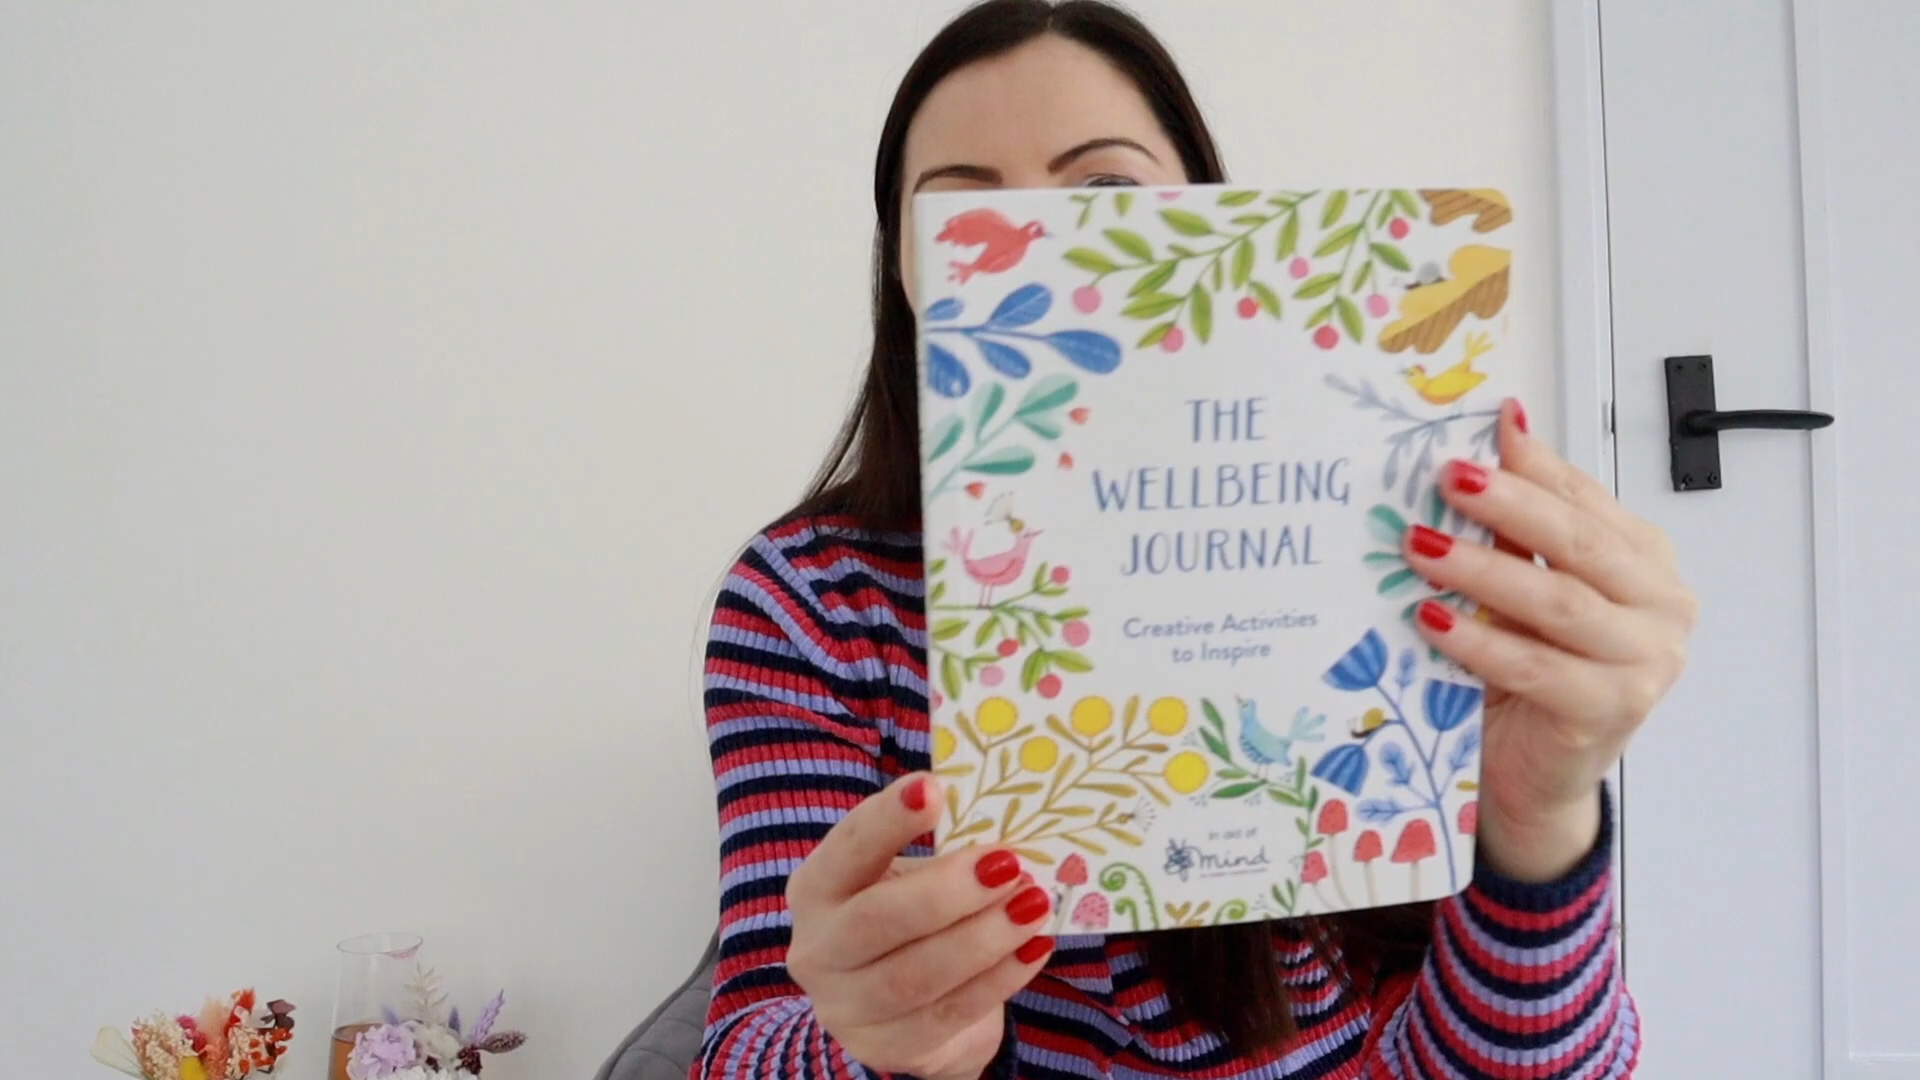 THE
WELLBEING
JOURNAL
Creative Activities
to Inspire
in aid of
mind